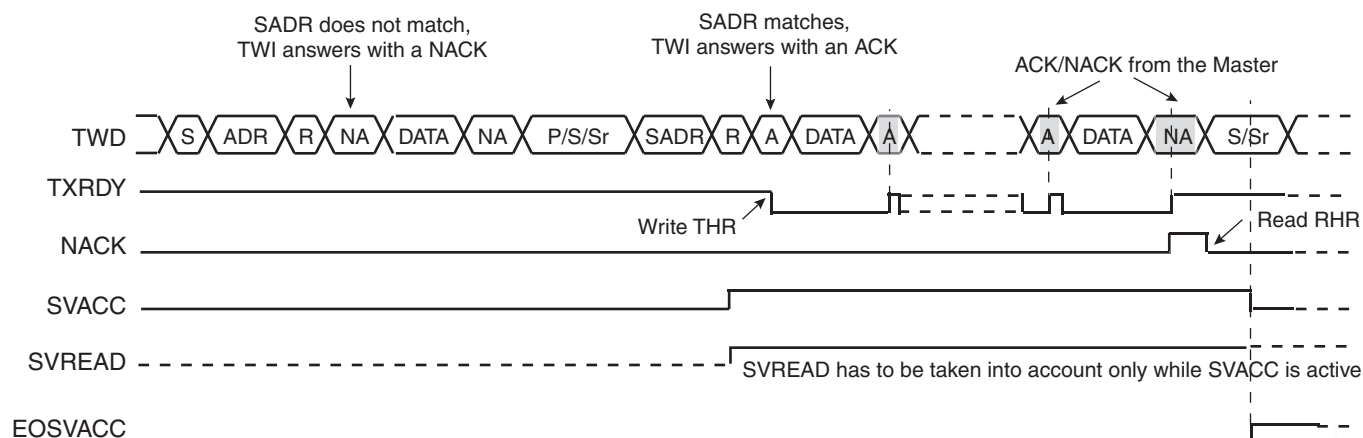 SADR does not match,
TWI answers with a NACK
SADR matches,
TWI answers with an ACK
ACK/NACK from the Master
TWD S ADR R NA DATA NA P/S/Sr SADR R A DATA A A DATA NA S/Sr
TXRDY
Write THR
Read RHR
NACK
SVACC
SVREAD
SVREAD has to be taken into account only while SVACC is active
EOSVACC